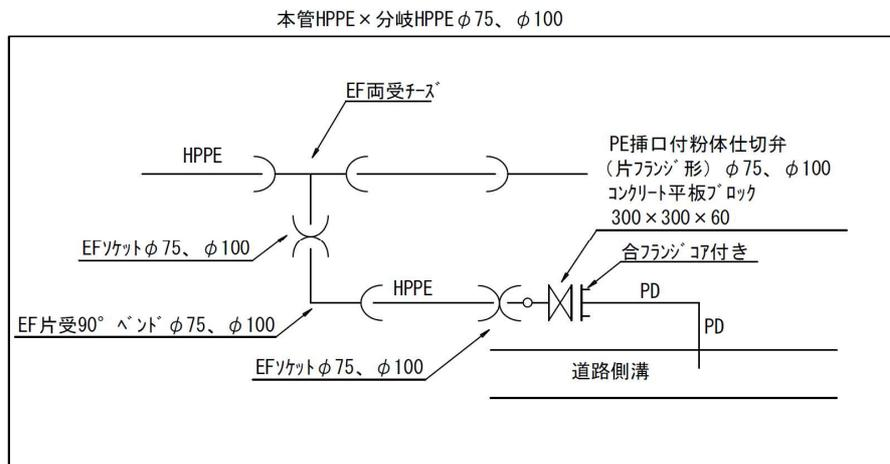 本管HPPE×分岐HPPEφ75、φ100
EF両受ﾁｰｽﾞ
HPPE
PE挿口付粉体仕切弁
(片ﾌﾗﾝｼﾞ形) φ75、φ100
ｺﾝｸﾘｰﾄ平板ﾌﾞﾛｯｸ
300×300×60
EFｿｹｯﾄφ75、φ100
合ﾌﾗﾝｼﾞｺｱ付き
HPPE
PD
EF片受90°ﾍﾞﾝﾄﾞφ75、φ100
PD
EFｿｹｯﾄφ75、φ100
道路側溝